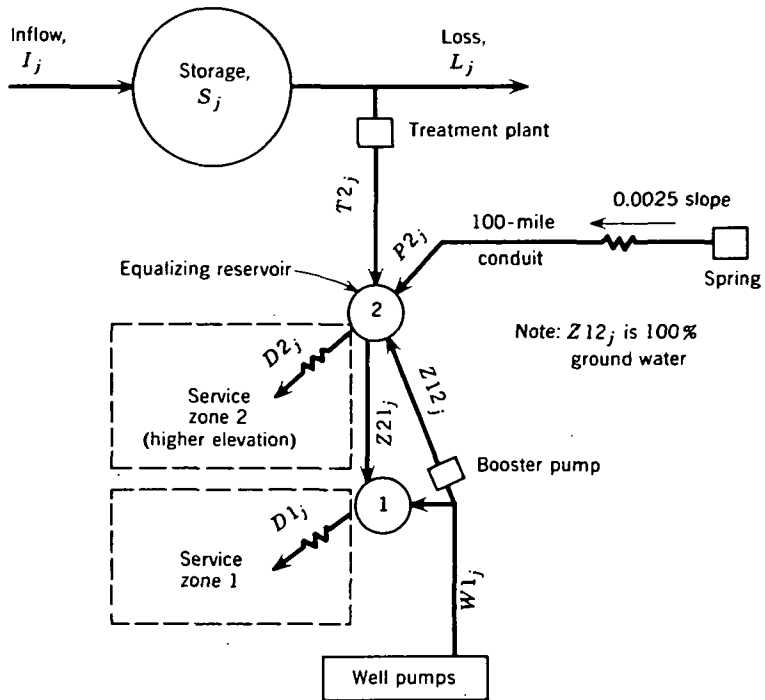 Inflow,
I_j
Storage,
S_j
Loss,
L_j
Treatment plant
T2_j
0.0025 slope
100-mile
conduit
P2_j
Spring
Equalizing reservoir
2
Note: Z12_j is 100%
ground water
D2_j
Z12_j
Z21_j
Service
zone 2
(higher elevation)
Booster pump
1
D1_j
Service
zone 1
W1_j
Well pumps